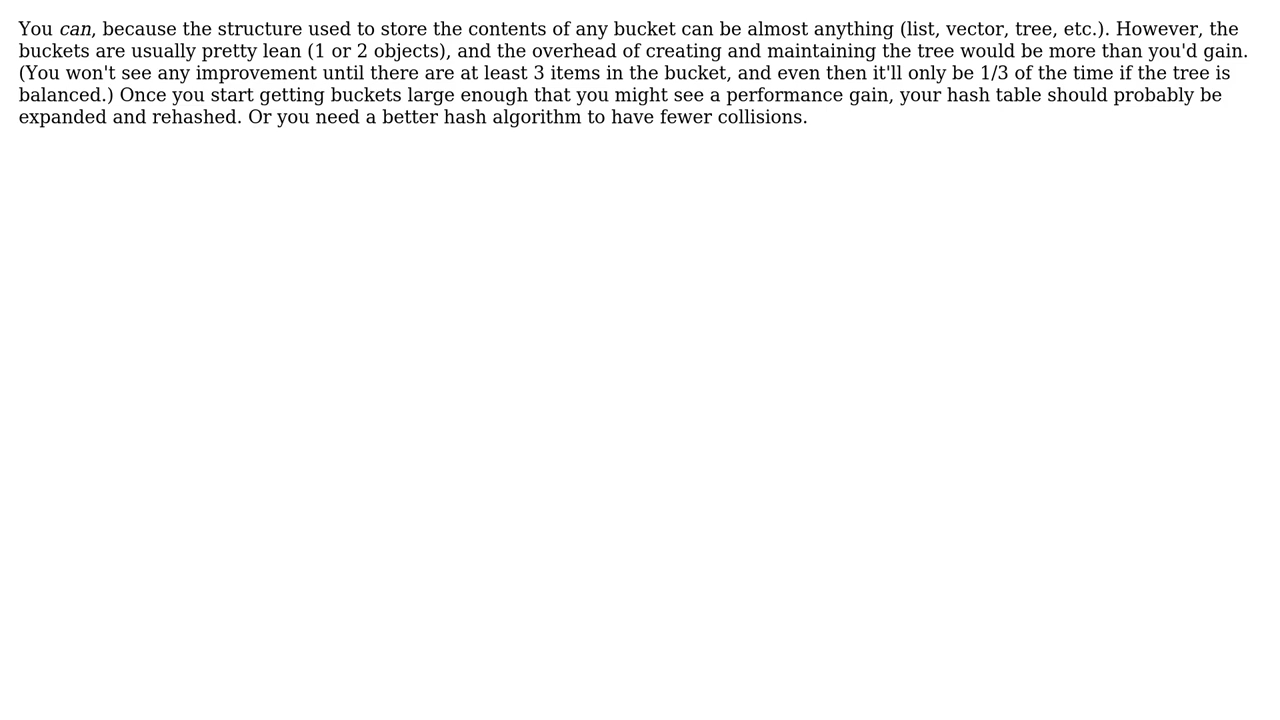 You can, because the structure used to store the contents of any bucket can be almost anything (list, vector, tree, etc.). However, the
buckets are usually pretty lean (1 or 2 objects), and the overhead of creating and maintaining the tree would be more than you'd gain.
(You won't see any improvement until there are at least 3 items in the bucket, and even then it'll only be 1/3 of the time if the tree is
balanced.) Once you start getting buckets large enough that you might see a performance gain, your hash table should probably be
expanded and rehashed. Or you need a better hash algorithm to have fewer collisions.